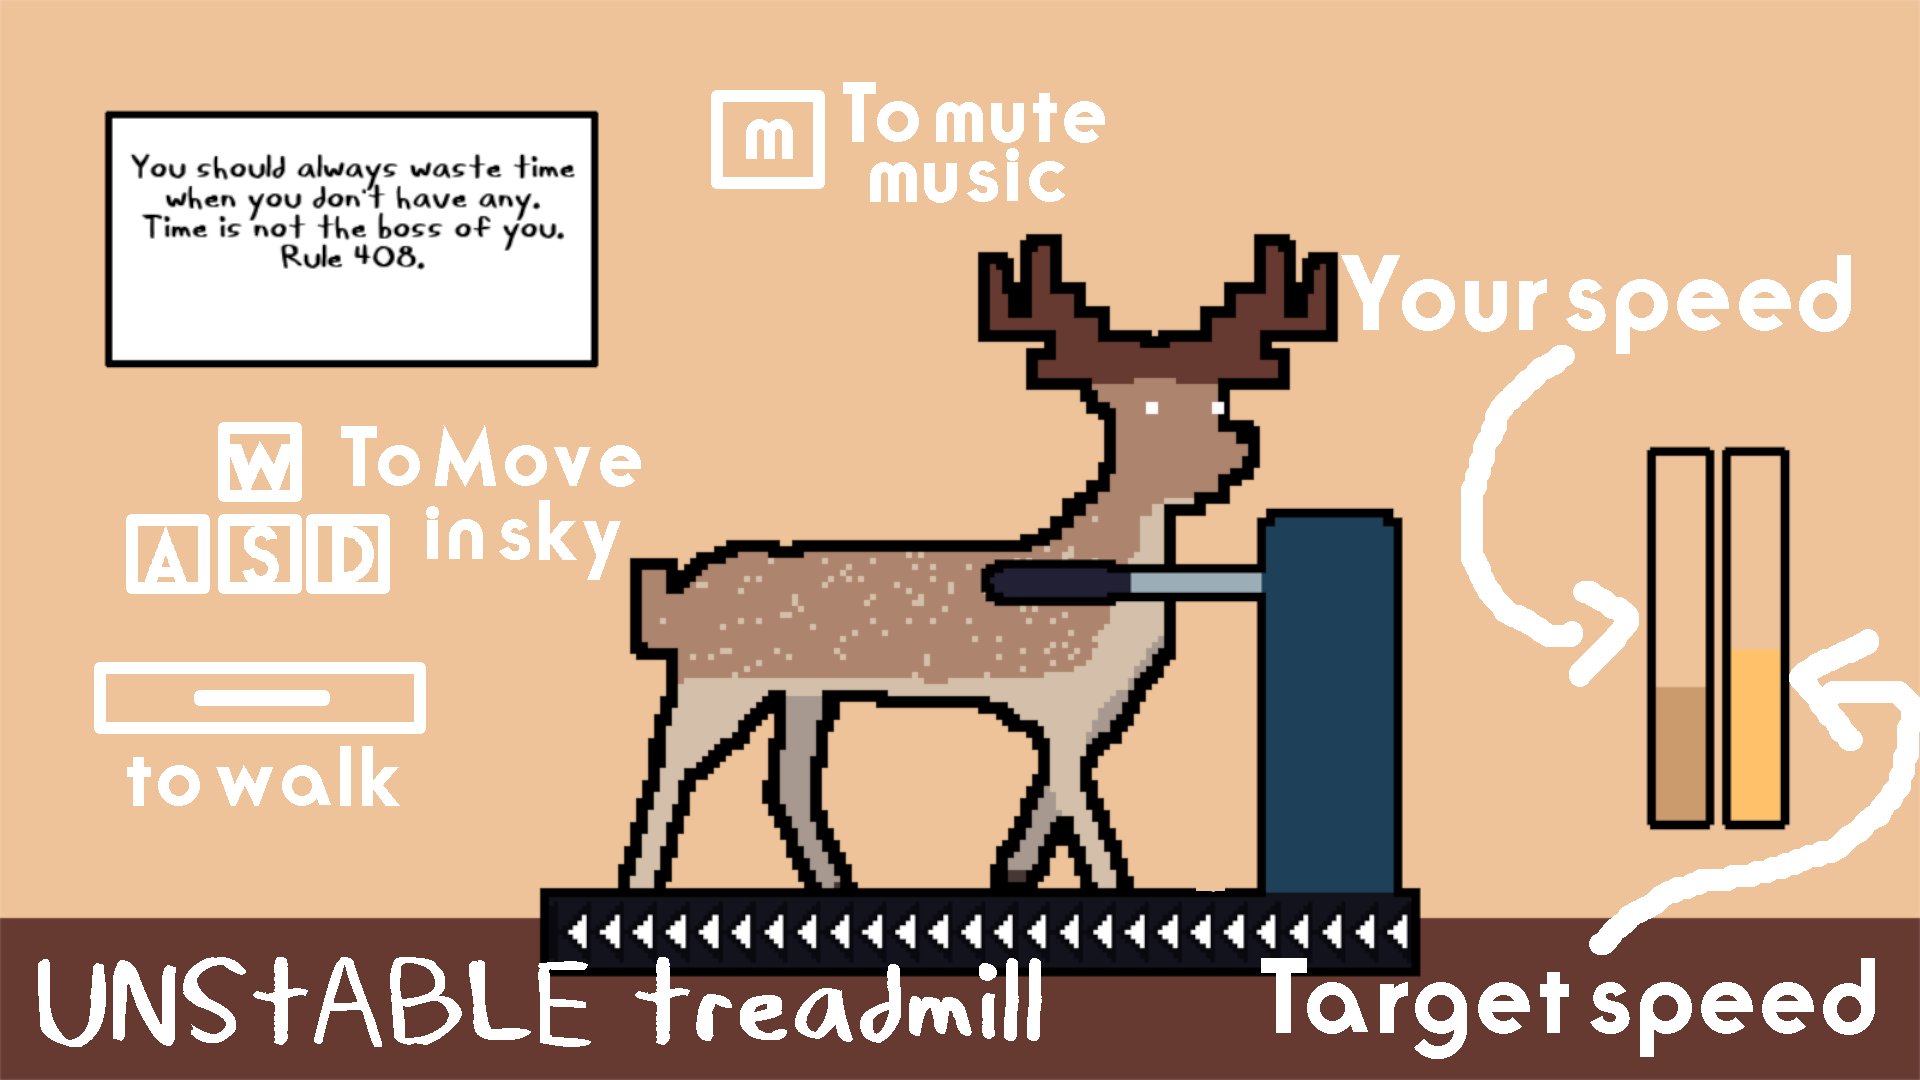 You should always waste time
when you don't have any.
Time is not the boss of you.
Rule 408.
m To mute
music
Your speed
W To Move
A S D in sky
to walk
UNStABLE treadmill
Target speed